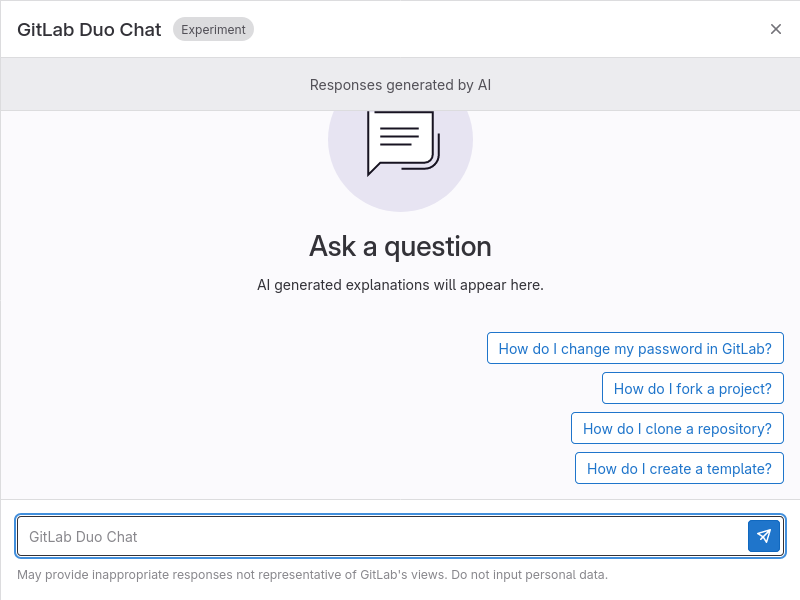 GitLab Duo Chat
Experiment
Responses generated by AI
Ask a question
AI generated explanations will appear here.
How do I change my password in GitLab?
How do I fork a project?
How do I clone a repository?
How do I create a template?
GitLab Duo Chat
May provide inappropriate responses not representative of GitLab's views. Do not input personal data.